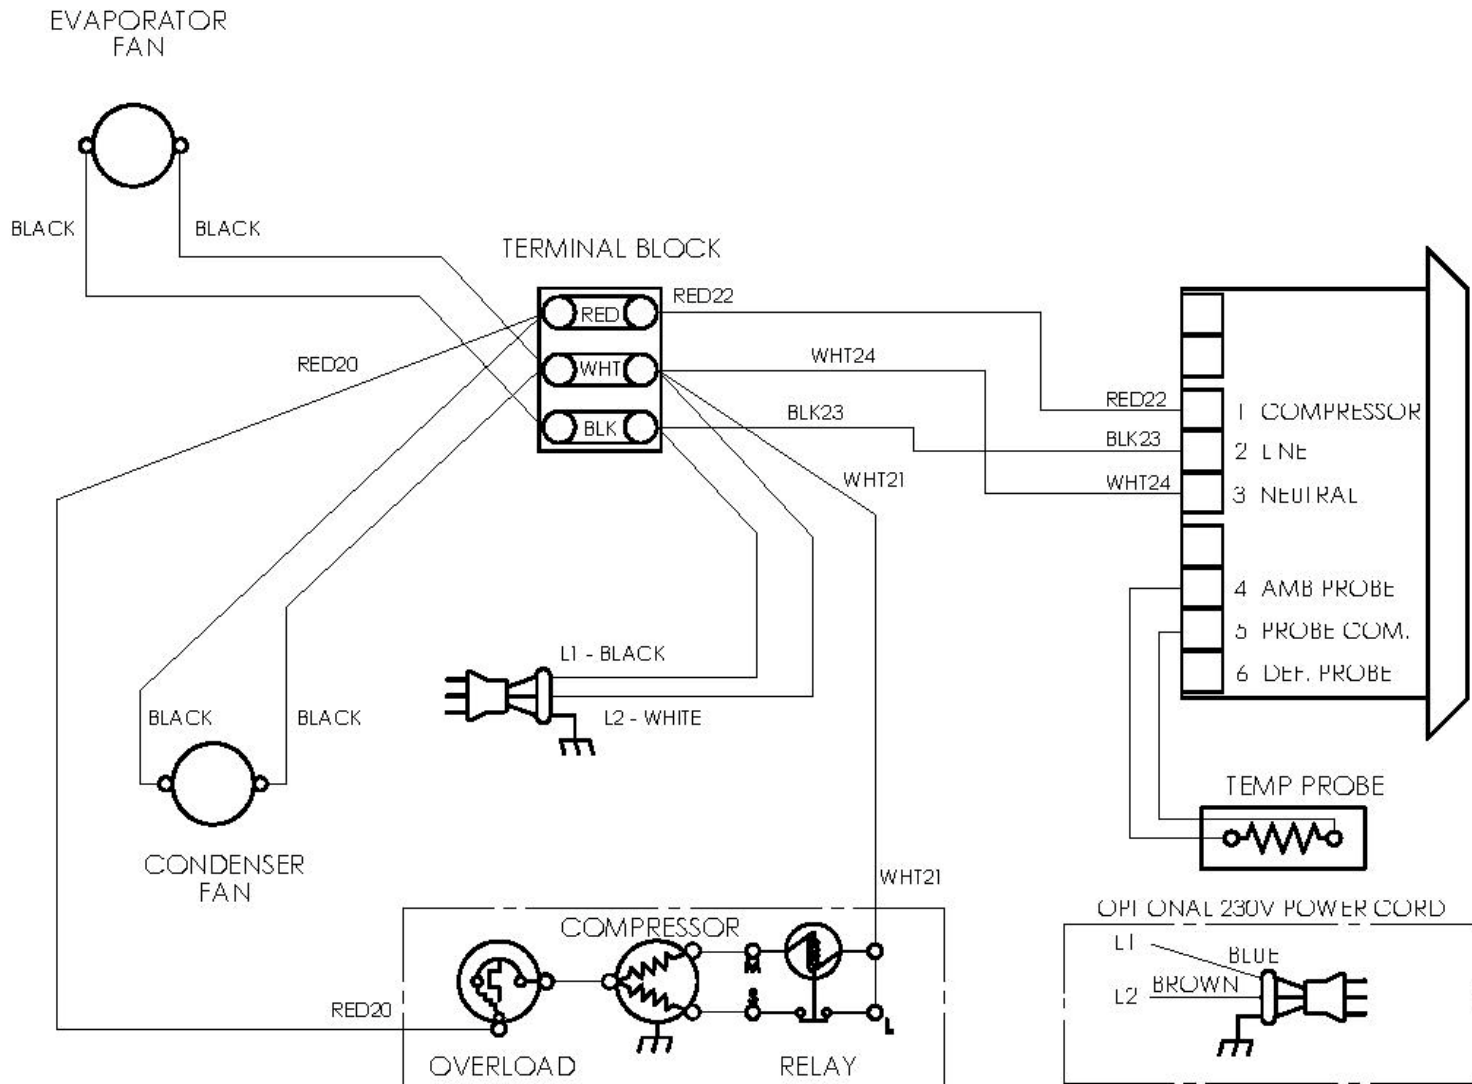 EVAPORATOR
FAN
BLACK
BLACK
TERMINAL BLOCK
RED22
RED
RED20
WHT
WHT24
BLK
BLK23
RED22
1 COMPRESSOR
BLK23
2 LINE
WHT21
WHT24
3 NEUTRAL
4 AMB PROBE
5 PROBE COM.
6 DEF. PROBE
L1 - BLACK
L2 - WHITE
BLACK
BLACK
TEMP PROBE
CONDENSER
FAN
WHT21
OPTIONAL 230V POWER CORD
COMPRESSOR
L1
BLUE
M
S
L2
BROWN
RED20
L
OVERLOAD
RELAY